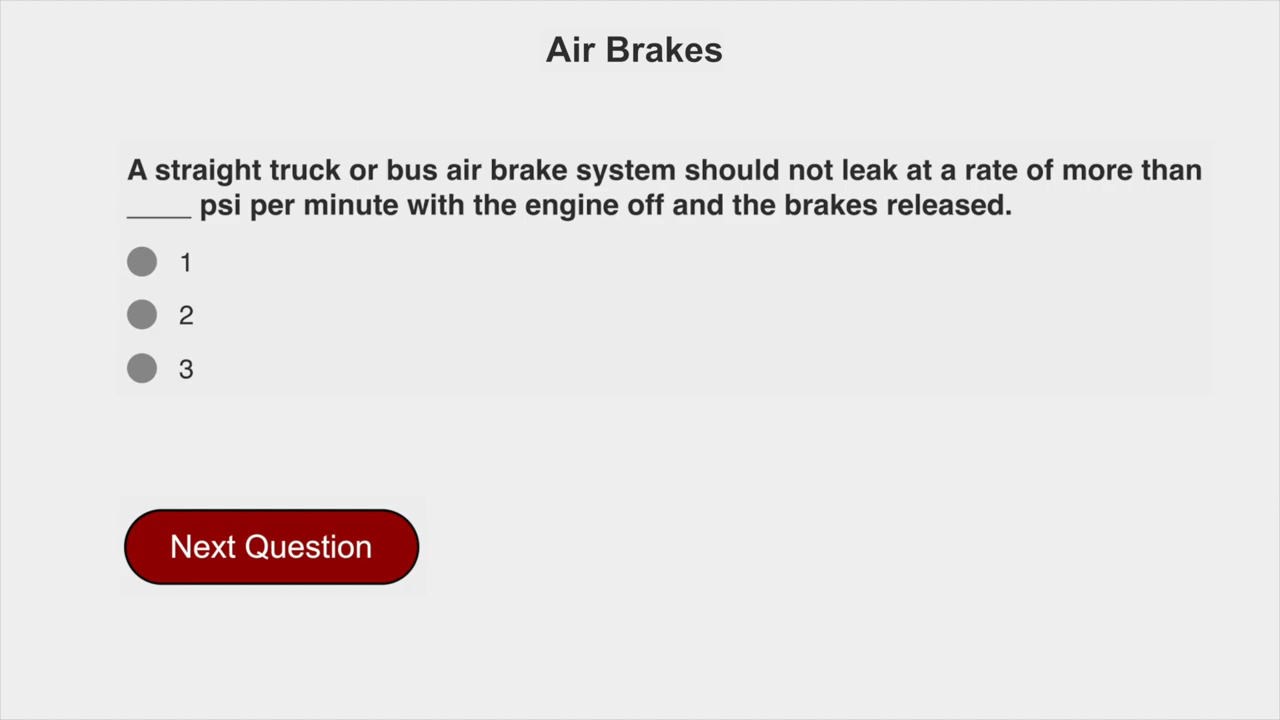 Air Brakes
A straight truck or bus air brake system should not leak at a rate of more than
____ psi per minute with the engine off and the brakes released.
1
2
3
Next Question